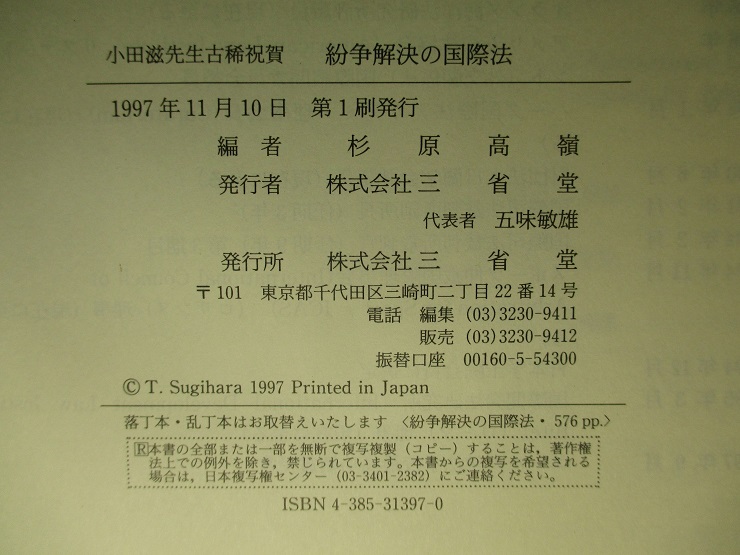 小田滋先生古稀祝賀　紛争解決の国際法
1997年11月10日　第1刷発行
編者　杉原高嶺
発行者　株式会社三省堂
代表者　五味敏雄
発行所　株式会社三省堂
〒101　東京都千代田区三崎町二丁目22番14号
電話　編集 (03)3230-9411
販売 (03)3230-9412
振替口座　00160-5-54300
© T. Sugihara 1997 Printed in Japan
落丁本・乱丁本はお取替えいたします　〈紛争解決の国際法・576 pp.〉
Ⓡ本書の全部または一部を無断で複写複製（コピー）することは，著作権
法上での例外を除き，禁じられています。本書からの複写を希望される
場合は，日本複写権センター（03-3401-2382）にご連絡ください。
ISBN 4-385-31397-0